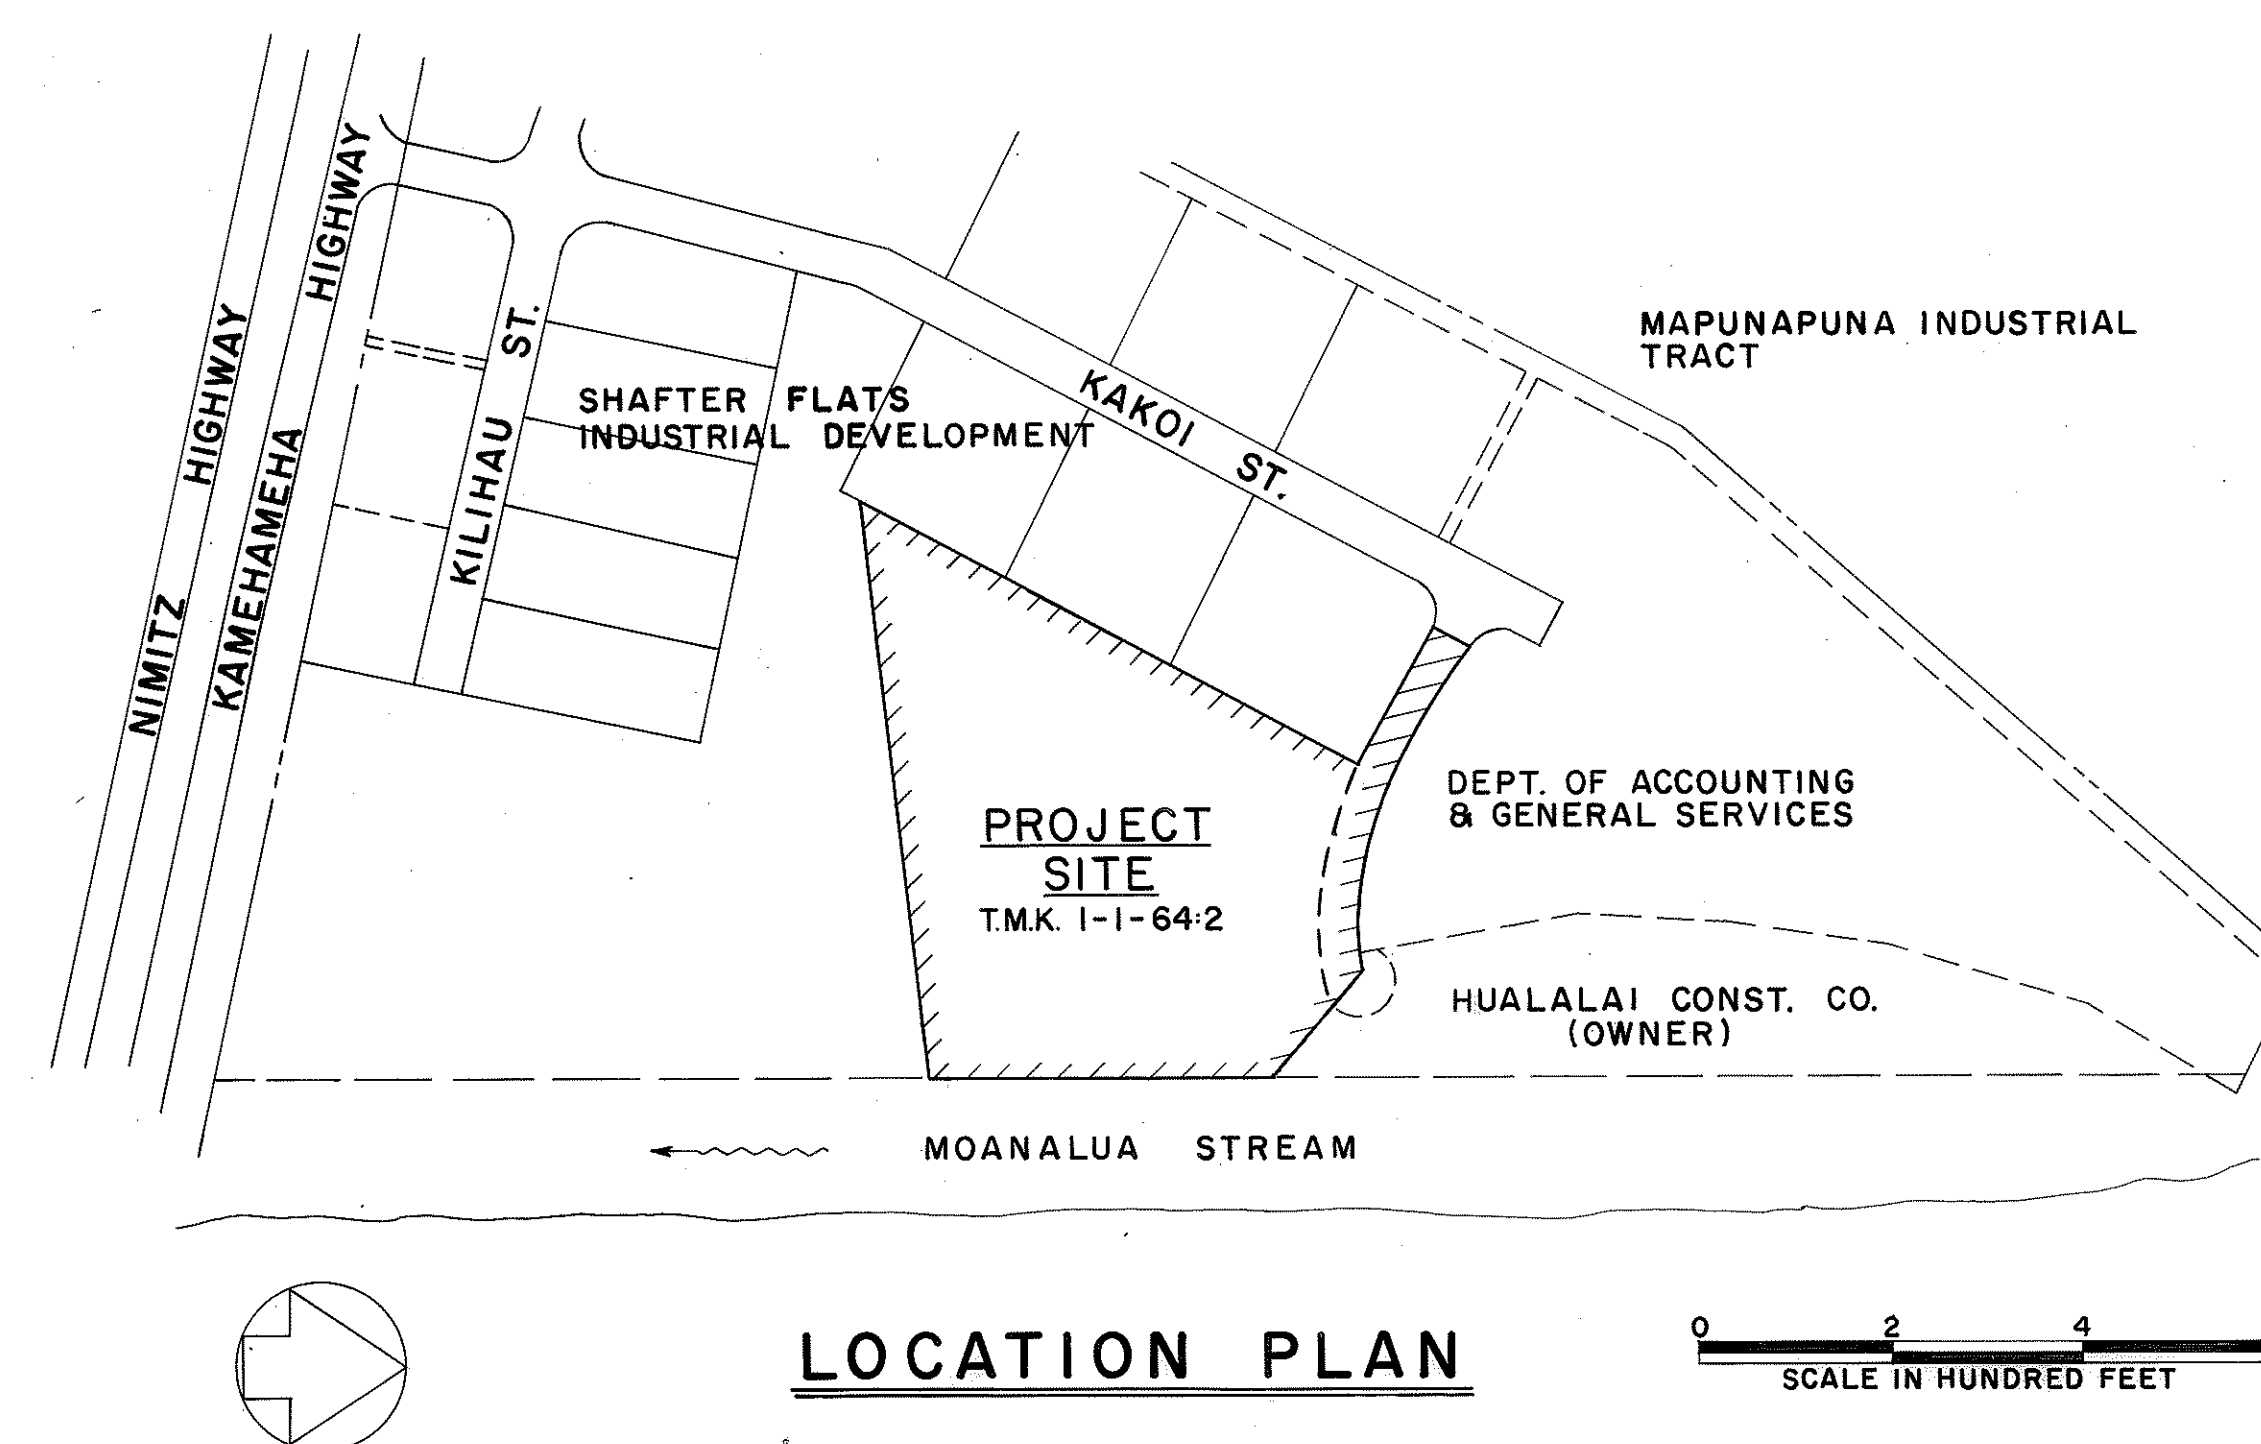 NIMITZ HIGHWAY
KAMEHAMEHA HIGHWAY
KILIHAU ST.
SHAFTER FLATS
INDUSTRIAL DEVELOPMENT
KAKOI ST.
MAPUNAPUNA INDUSTRIAL
TRACT
PROJECT
SITE
T.M.K. 1-1-64:2
DEPT. OF ACCOUNTING
& GENERAL SERVICES
HUALALAI CONST. CO.
(OWNER)
MOANALUA STREAM
LOCATION PLAN
0 2 4
SCALE IN HUNDRED FEET